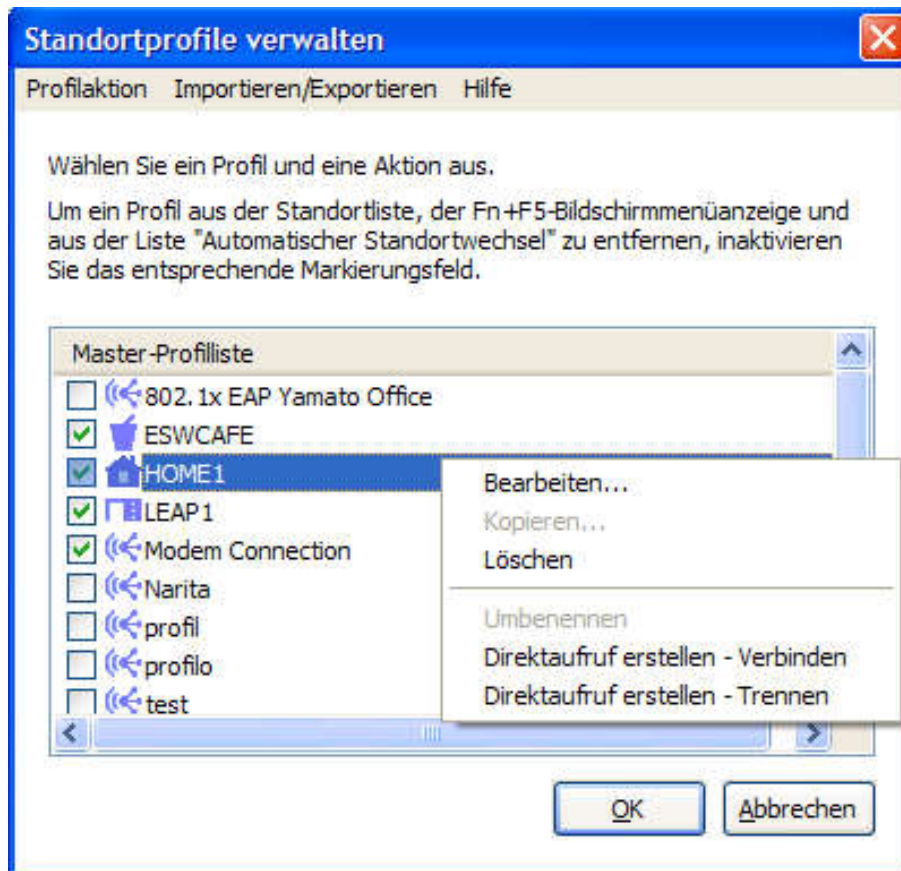 Standortprofile verwalten
Profilaktion Importieren/Exportieren Hilfe
Wählen Sie ein Profil und eine Aktion aus.
Um ein Profil aus der Standortliste, der Fn+F5-Bildschirmmenüanzeige und
aus der Liste "Automatischer Standortwechsel" zu entfernen, inaktivieren
Sie das entsprechende Markierungsfeld.
Master-Profilliste
802.1x EAP Yamato Office
ESWCAFE
HOME1
LEAP1
Modem Connection
Narita
profil
profilo
test
Bearbeiten...
Kopieren...
Löschen
Umbenennen
Direktaufruf erstellen - Verbinden
Direktaufruf erstellen - Trennen
OK Abbrechen